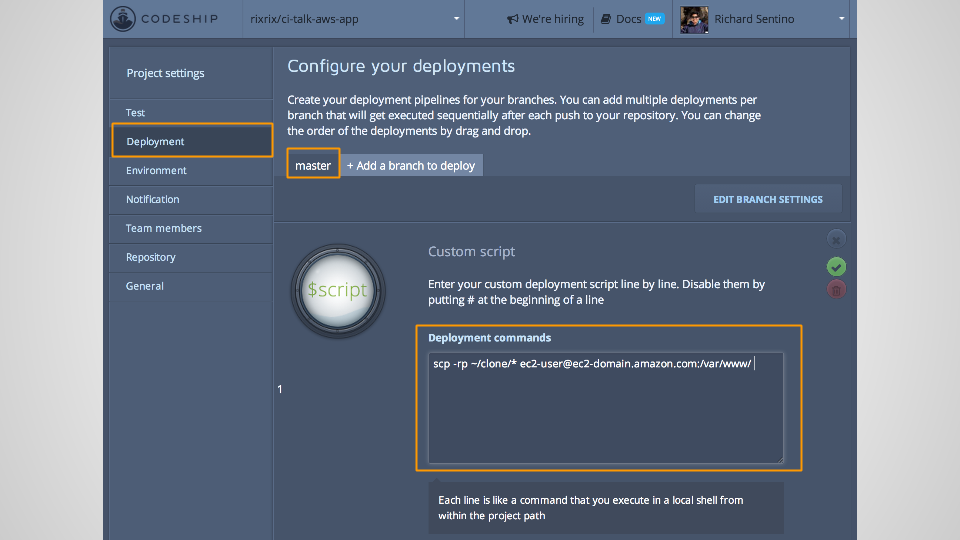 CODESHIP
rixrix/ci-talk-aws-app
We're hiring
Docs NEW
Richard Sentino
Project settings
Test
Deployment
Environment
Notification
Team members
Repository
General
Configure your deployments
Create your deployment pipelines for your branches. You can add multiple deployments per
branch that will get executed sequentially after each push to your repository. You can change
the order of the deployments by drag and drop.
master
+ Add a branch to deploy
EDIT BRANCH SETTINGS
1
$script
Custom script
Enter your custom deployment script line by line. Disable them by
putting # at the beginning of a line
Deployment commands
scp -rp ~/clone/* ec2-user@ec2-domain.amazon.com:/var/www/
Each line is like a command that you execute in a local shell from
within the project path